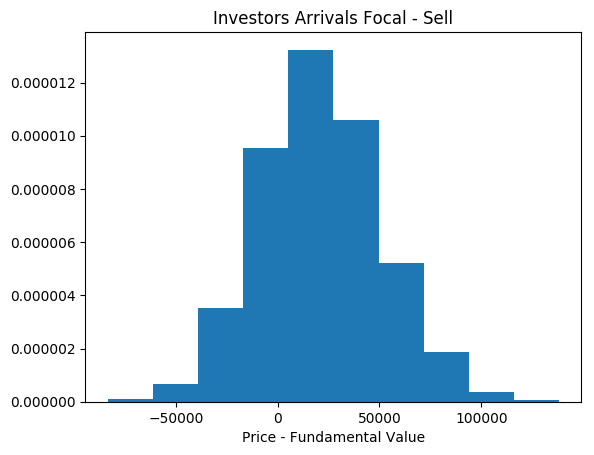 Investors Arrivals Focal - Sell
0.000012
0.000010
0.000008
0.000006
0.000004
0.000002
0.000000
−50000 0 50000 100000
Price - Fundamental Value